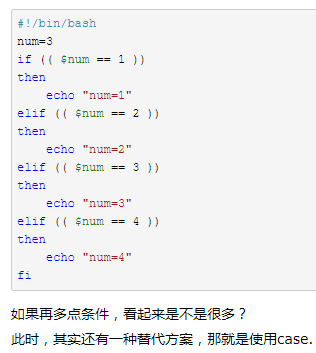 #!/bin/bash
num=3
if (( $num == 1 ))
then
    echo "num=1"
elif (( $num == 2 ))
then
    echo "num=2"
elif (( $num == 3 ))
then
    echo "num=3"
elif (( $num == 4 ))
then
    echo "num=4"
fi
如果再多点条件，看起来是不是很多？
此时，其实还有一种替代方案，那就是使用case.